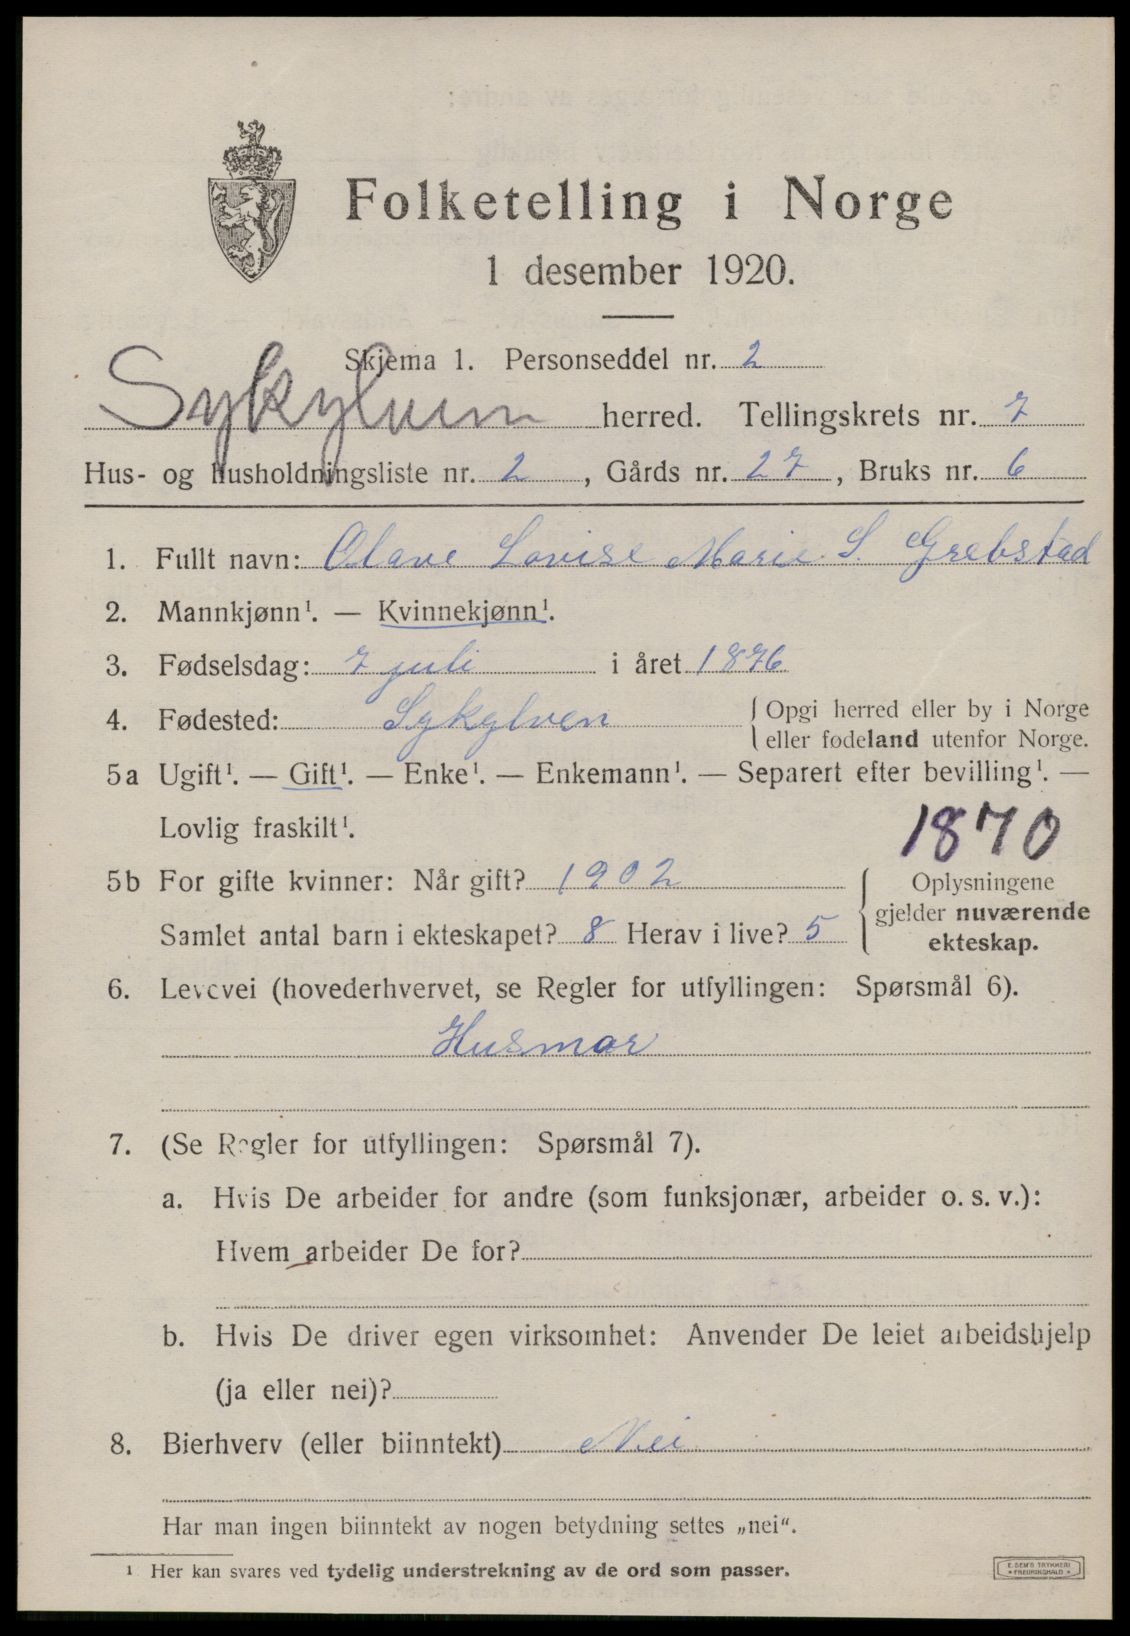 Folketelling i Norge
1 desember 1920.
Skjema 1. Personseddel nr. 2
Sykylven herred. Tellingskrets nr. 7
Hus- og husholdningsliste nr. 2, Gårds nr. 27, Bruks nr. 6
1. Fullt navn: Olave Lovise Marie S. Grebstad
2. Mannkjønn¹. — Kvinnekjønn¹.
3. Fødselsdag: 7 juli i året 1876
4. Fødested: Sykylven { Opgi herred eller by i Norge
eller fødeland utenfor Norge.
5a Ugift¹. — Gift¹. — Enke¹. — Enkemann¹. — Separert efter bevilling¹. —
Lovlig fraskilt¹.
1870
5b For gifte kvinner: Når gift? 1902
Samlet antal barn i ekteskapet? 8 Herav i live? 5
{ Oplysningene
gjelder nuværende
ekteskap.
6. Levevei (hovederhvervet, se Regler for utfyllingen: Spørsmål 6).
Husmor
7. (Se Regler for utfyllingen: Spørsmål 7).
a. Hvis De arbeider for andre (som funksjonær, arbeider o. s. v.):
Hvem arbeider De for?
b. Hvis De driver egen virksomhet: Anvender De leiet arbeidshjelp
(ja eller nei)?
8. Bierhverv (eller biinntekt) Nei
Har man ingen biinntekt av nogen betydning settes „nei“.
¹ Her kan svares ved tydelig understrekning av de ord som passer.
E. SEM'S TRYKKERI
* FREDRIKSHALD *